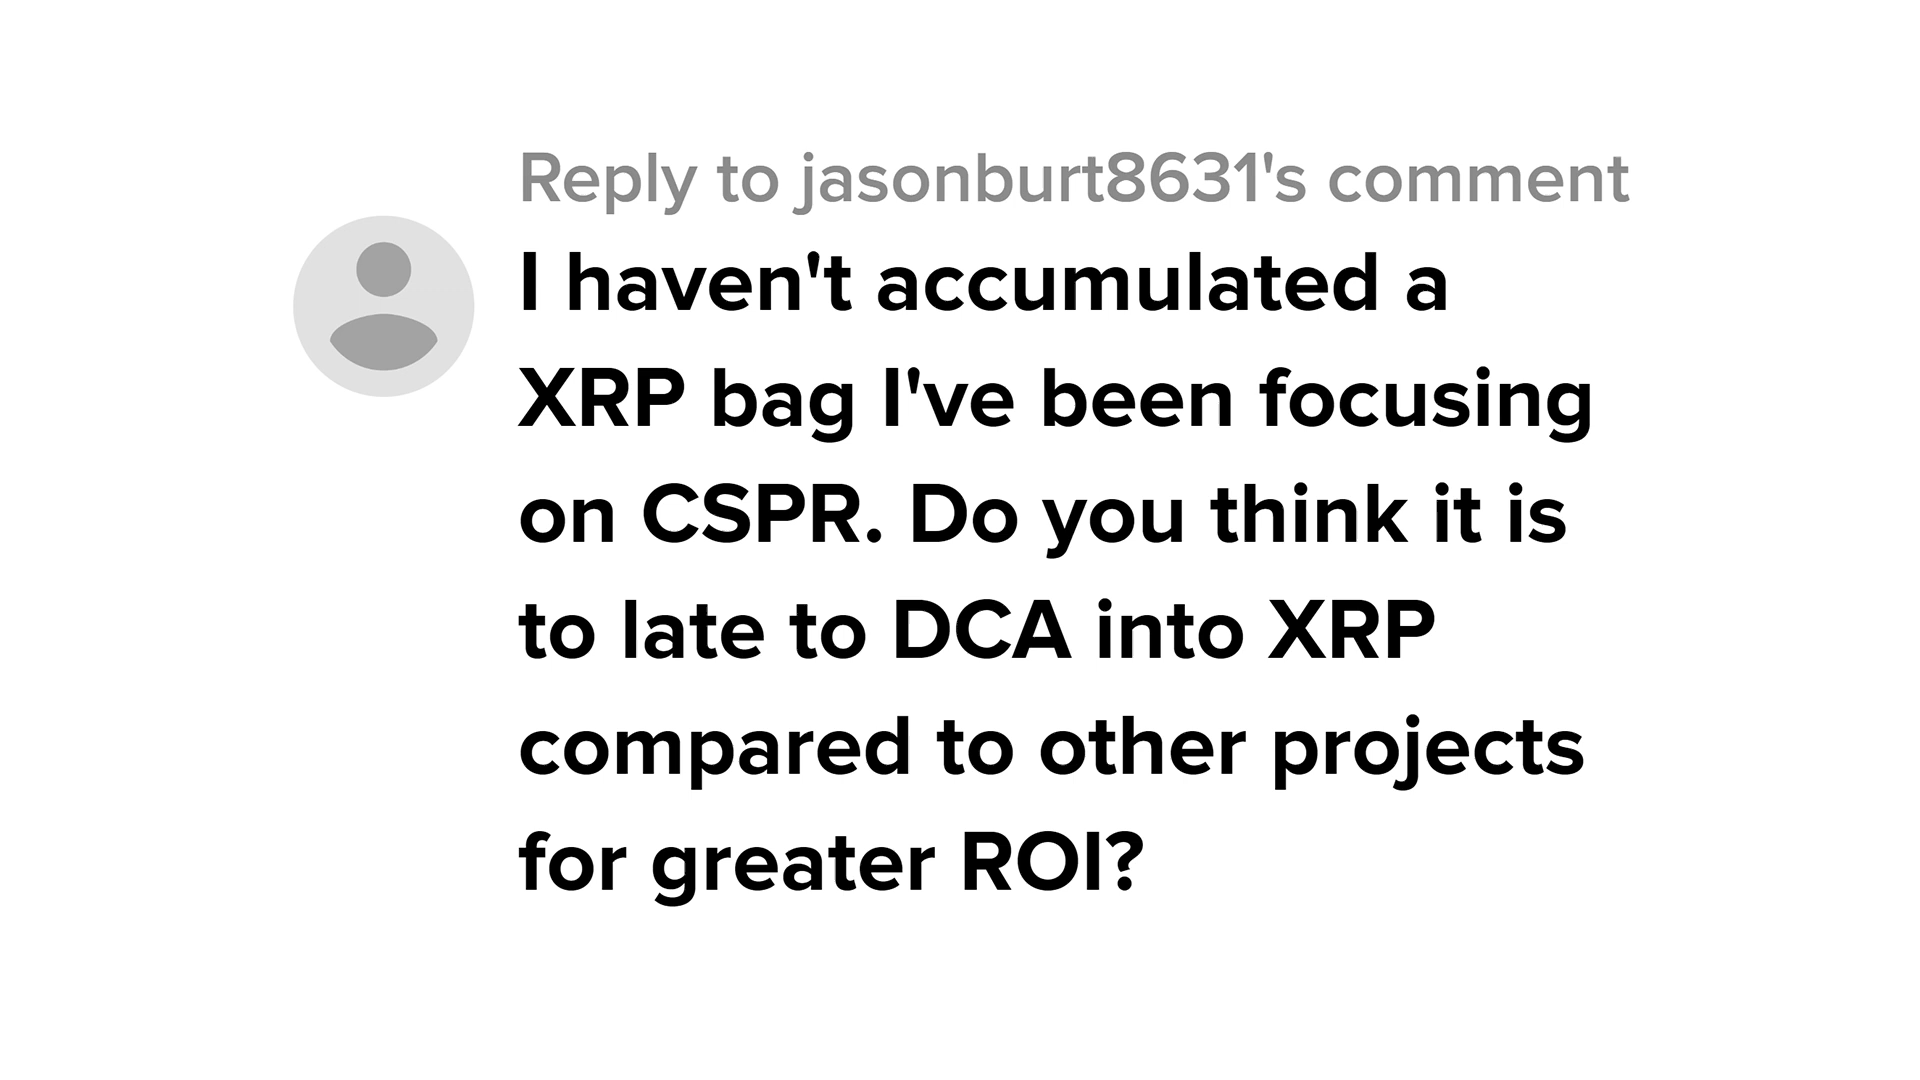 Reply to jasonburt8631's comment
I haven't accumulated a
XRP bag I've been focusing
on CSPR. Do you think it is
to late to DCA into XRP
compared to other projects
for greater ROI?